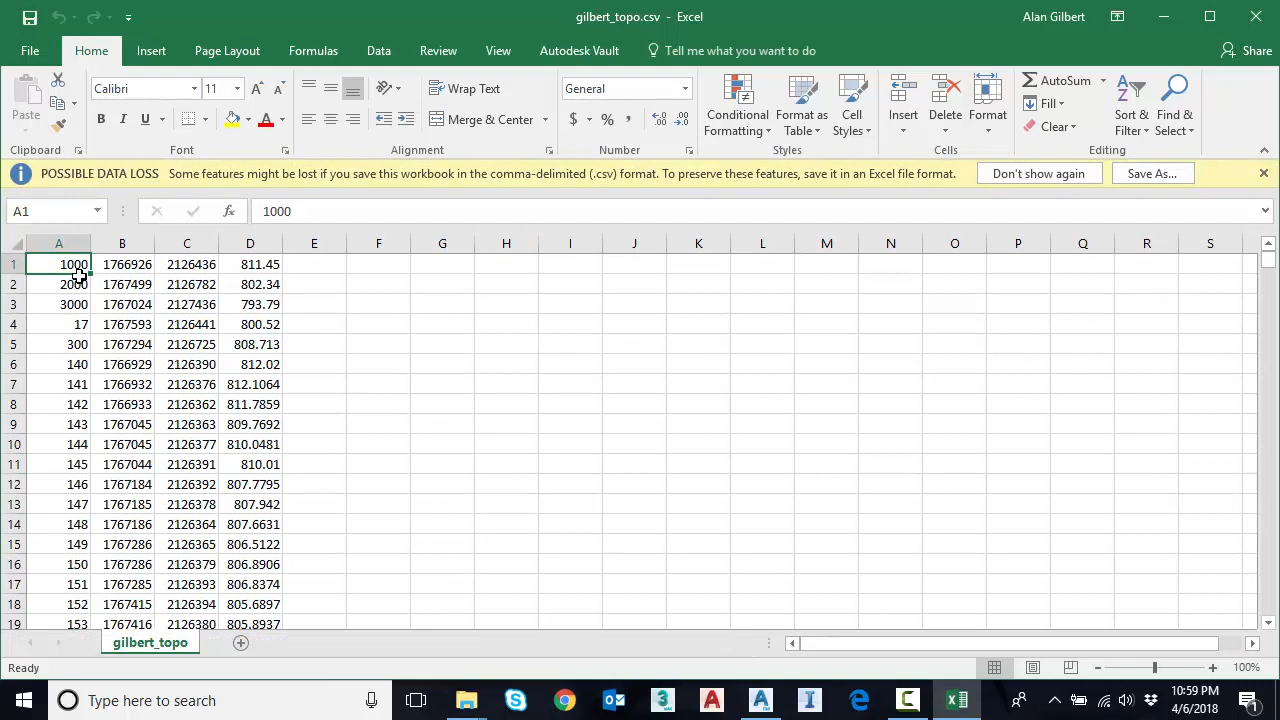 gilbert_topo.csv - Excel
Alan Gilbert
File Home Insert Page Layout Formulas Data Review View Autodesk Vault Tell me what you want to do Share
Paste
Clipboard
Calibri 11
B I U
Font
Wrap Text
Merge & Center
Alignment
General
$ % ,
Number
Conditional Formatting
Format as Table
Cell Styles
Styles
Insert
Delete
Format
Cells
AutoSum
Fill
Clear
Sort & Filter
Find & Select
Editing
POSSIBLE DATA LOSS Some features might be lost if you save this workbook in the comma-delimited (.csv) format. To preserve these features, save it in an Excel file format. Don't show again Save As...
A1 fx 1000
A B C D E F G H I J K L M N O P Q R S
1 1000 1766926 2126436 811.45
2 2000 1767499 2126782 802.34
3 3000 1767024 2127436 793.79
4 17 1767593 2126441 800.52
5 300 1767294 2126725 808.713
6 140 1766929 2126390 812.02
7 141 1766932 2126376 812.1064
8 142 1766933 2126362 811.7859
9 143 1767045 2126363 809.7692
10 144 1767045 2126377 810.0481
11 145 1767044 2126391 810.01
12 146 1767184 2126392 807.7795
13 147 1767185 2126378 807.942
14 148 1767186 2126364 807.6631
15 149 1767286 2126365 806.5122
16 150 1767286 2126379 806.8906
17 151 1767285 2126393 806.8374
18 152 1767415 2126394 805.6897
19 153 1767416 2126380 805.8937
gilbert_topo
Ready
100%
Type here to search
10:59 PM
4/6/2018